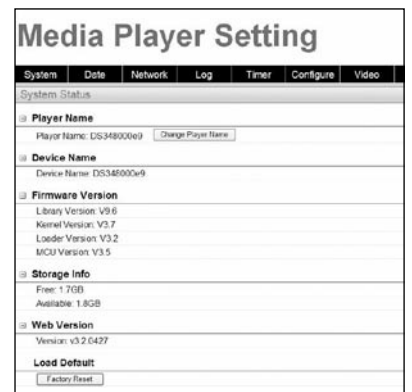 Media Player Setting
System Date Network Log Timer Configure Video
System Status
Player Name
Player Name: DS348000e9 Change Player Name
Device Name
Device Name: DS348000e9
Firmware Version
Library Version: V9.6
Kernel Version: V3.7
Loader Version: V3.2
MCU Version: V3.5
Storage Info
Free: 1.7GB
Available: 1.8GB
Web Version
Version: v3.2.0427
Load Default
Factory Reset